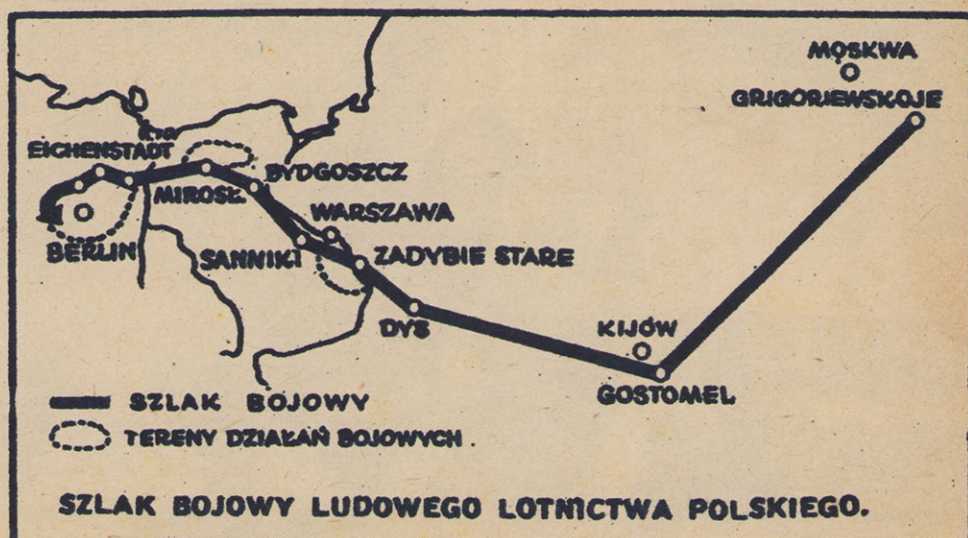 MOSKWA
GRIGORJEWSKOJE
EICHENSTADT
BYDGOSZCZ
MIROSŁ.
WARSZAWA
BERLIN
SANNIKI
ZADYBIE STARE
DYS
KIJÓW
GOSTOMEL
SZLAK BOJOWY
TERENY DZIAŁAŃ BOJOWYCH.
SZLAK BOJOWY LUDOWEGO LOTNICTWA POLSKIEGO.